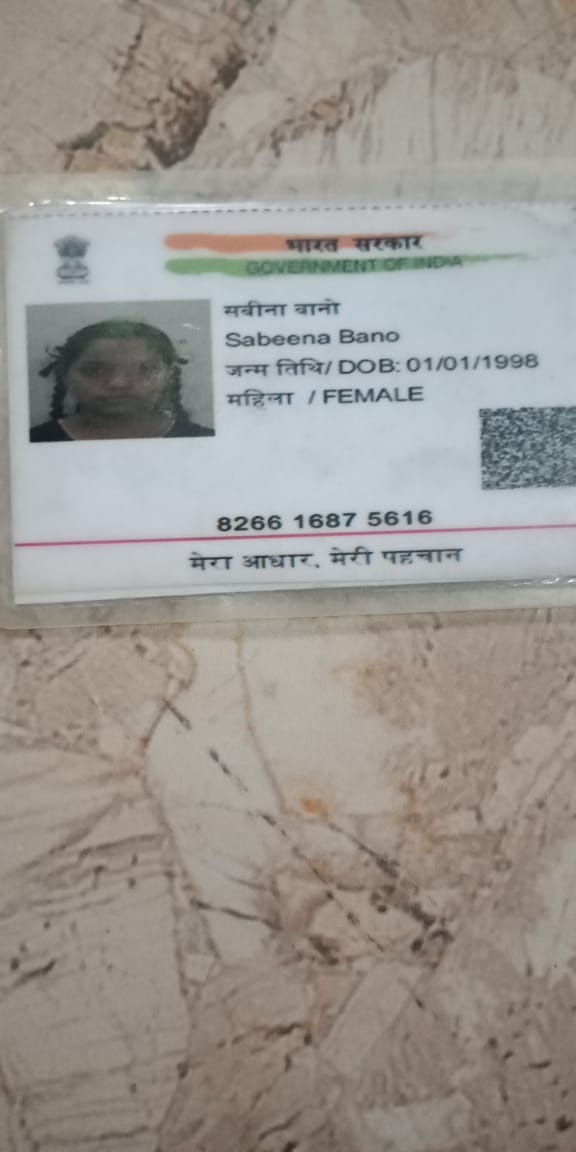 भारत सरकार
GOVERNMENT OF INDIA
सबीना बानो
Sabeena Bano
जन्म तिथि/ DOB: 01/01/1998
महिला / FEMALE
8266 1687 5616
मेरा आधार, मेरी पहचान